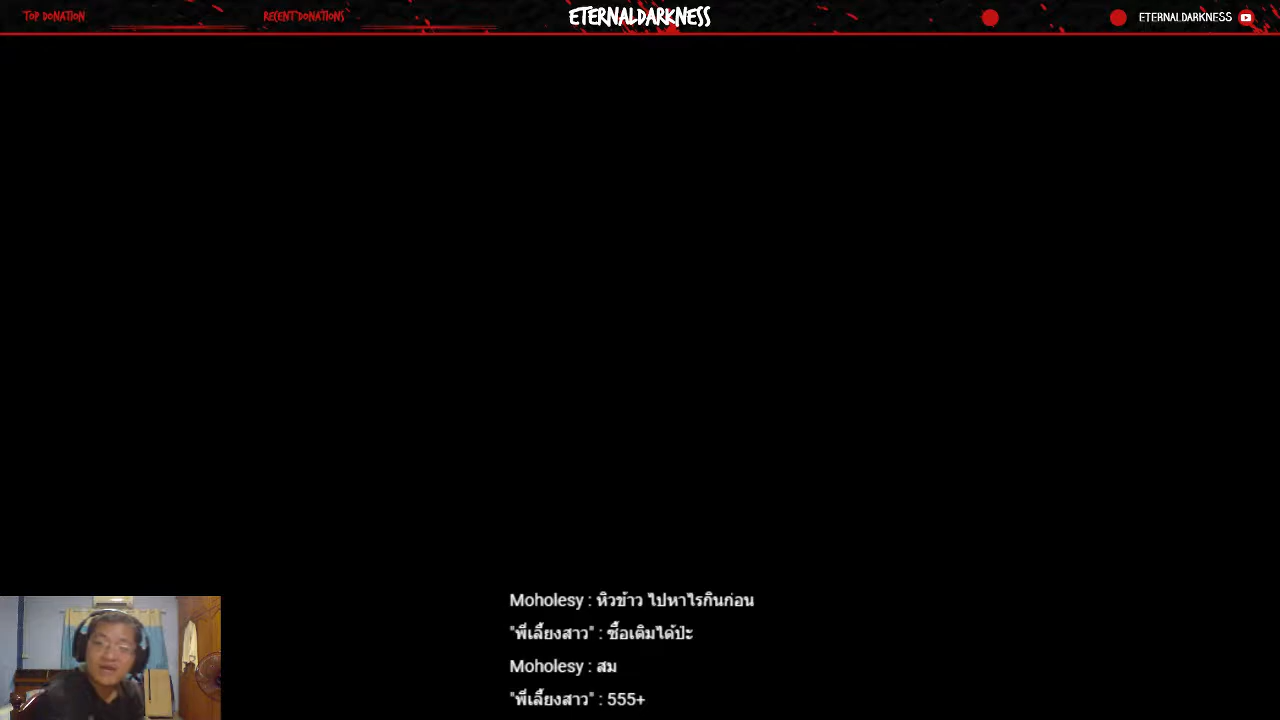 TOP DONATION
RECENT DONATIONS
ETERNALDARKNESS
ETERNALDARKNESS
Moholesy : หิวข้าว ไปหาไรกินก่อน
"พี่เลี้ยงสาว" : ซื้อเติมได้ป่ะ
Moholesy : สม
"พี่เลี้ยงสาว" : 555+